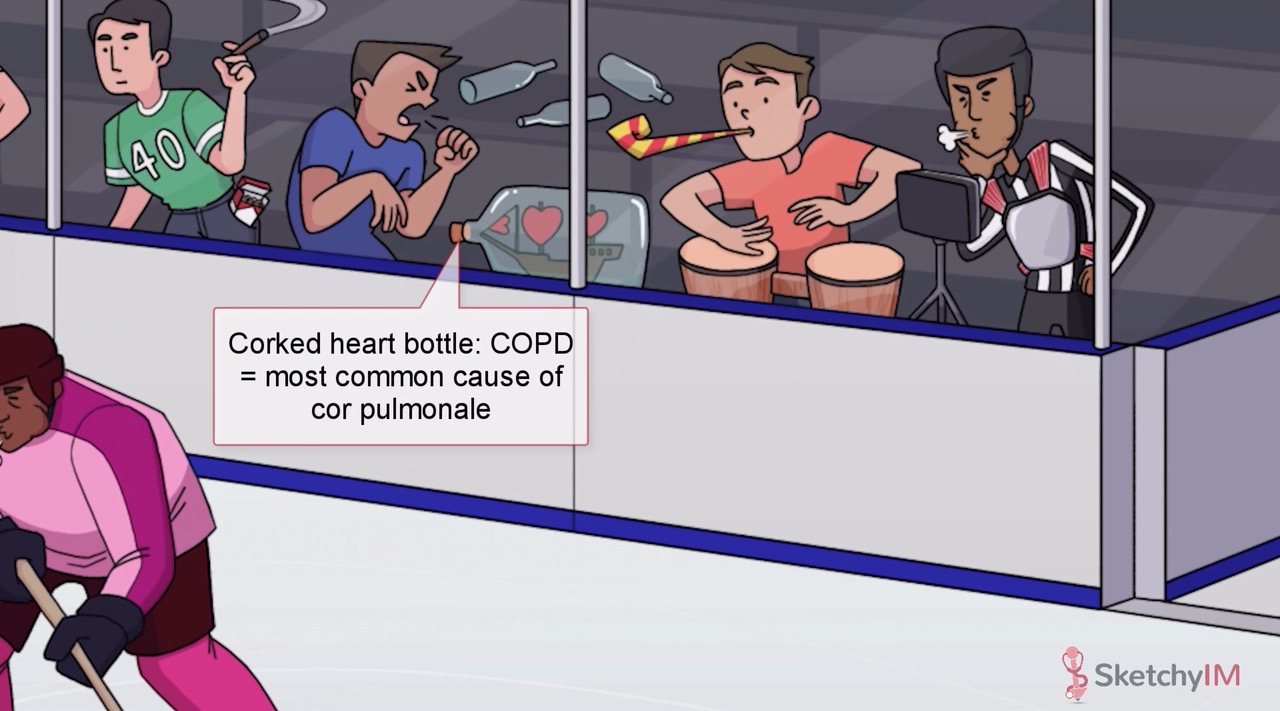 40
Corked heart bottle: COPD
= most common cause of
cor pulmonale
SketchyIM